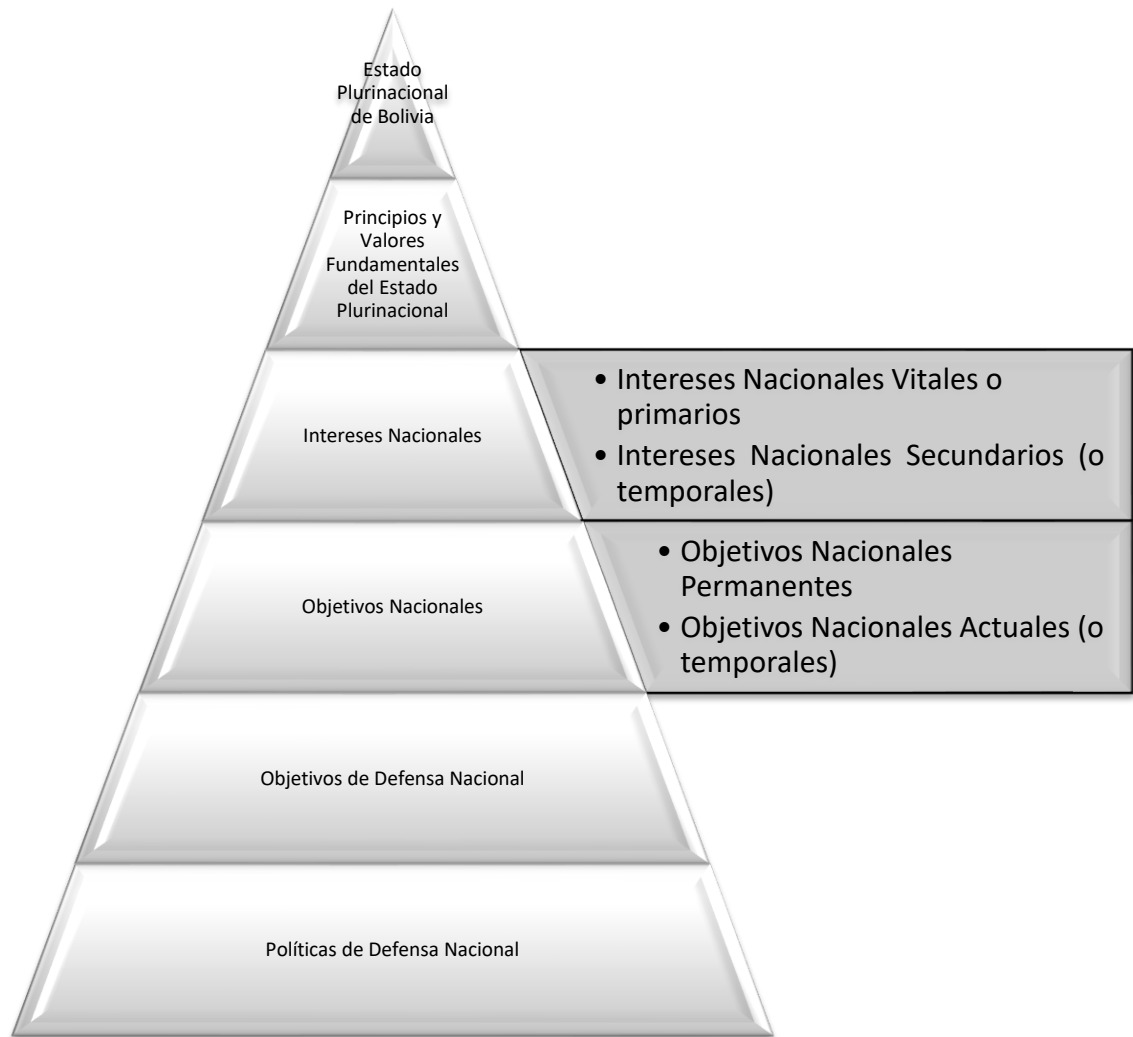 Estado
Plurinacional
de Bolivia
Principios y
Valores
Fundamentales
del Estado
Plurinacional
Intereses Nacionales
• Intereses Nacionales Vitales o
primarios
• Intereses Nacionales Secundarios (o
temporales)
Objetivos Nacionales
• Objetivos Nacionales
Permanentes
• Objetivos Nacionales Actuales (o
temporales)
Objetivos de Defensa Nacional
Políticas de Defensa Nacional